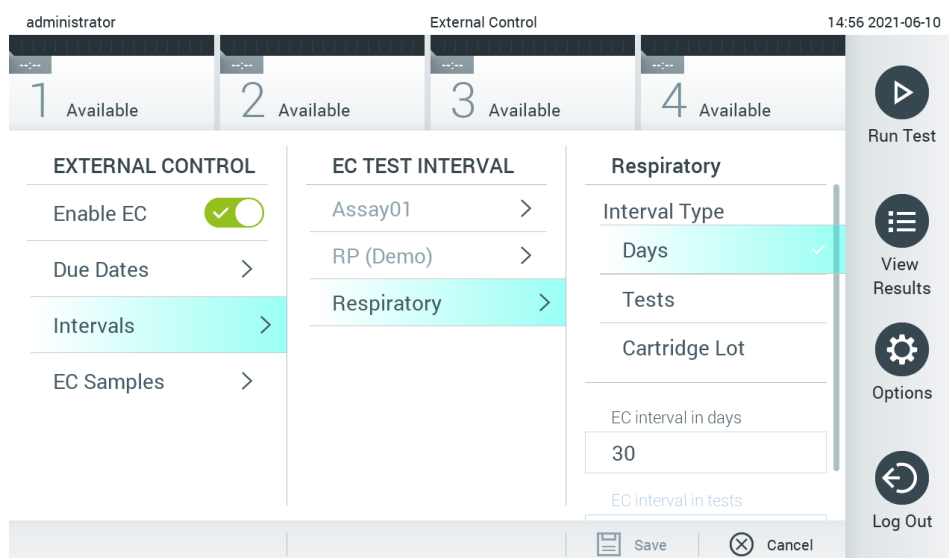 administrator External Control 14:56 2021-06-10
--:-- --:-- --:-- --:--
1 Available 2 Available 3 Available 4 Available
Run Test
EXTERNAL CONTROL
Enable EC
Due Dates
Intervals
EC Samples
EC TEST INTERVAL
Assay01
RP (Demo)
Respiratory
Respiratory
Interval Type
Days
Tests
Cartridge Lot
EC interval in days
30
EC interval in tests
View
Results
Options
Log Out
Save Cancel